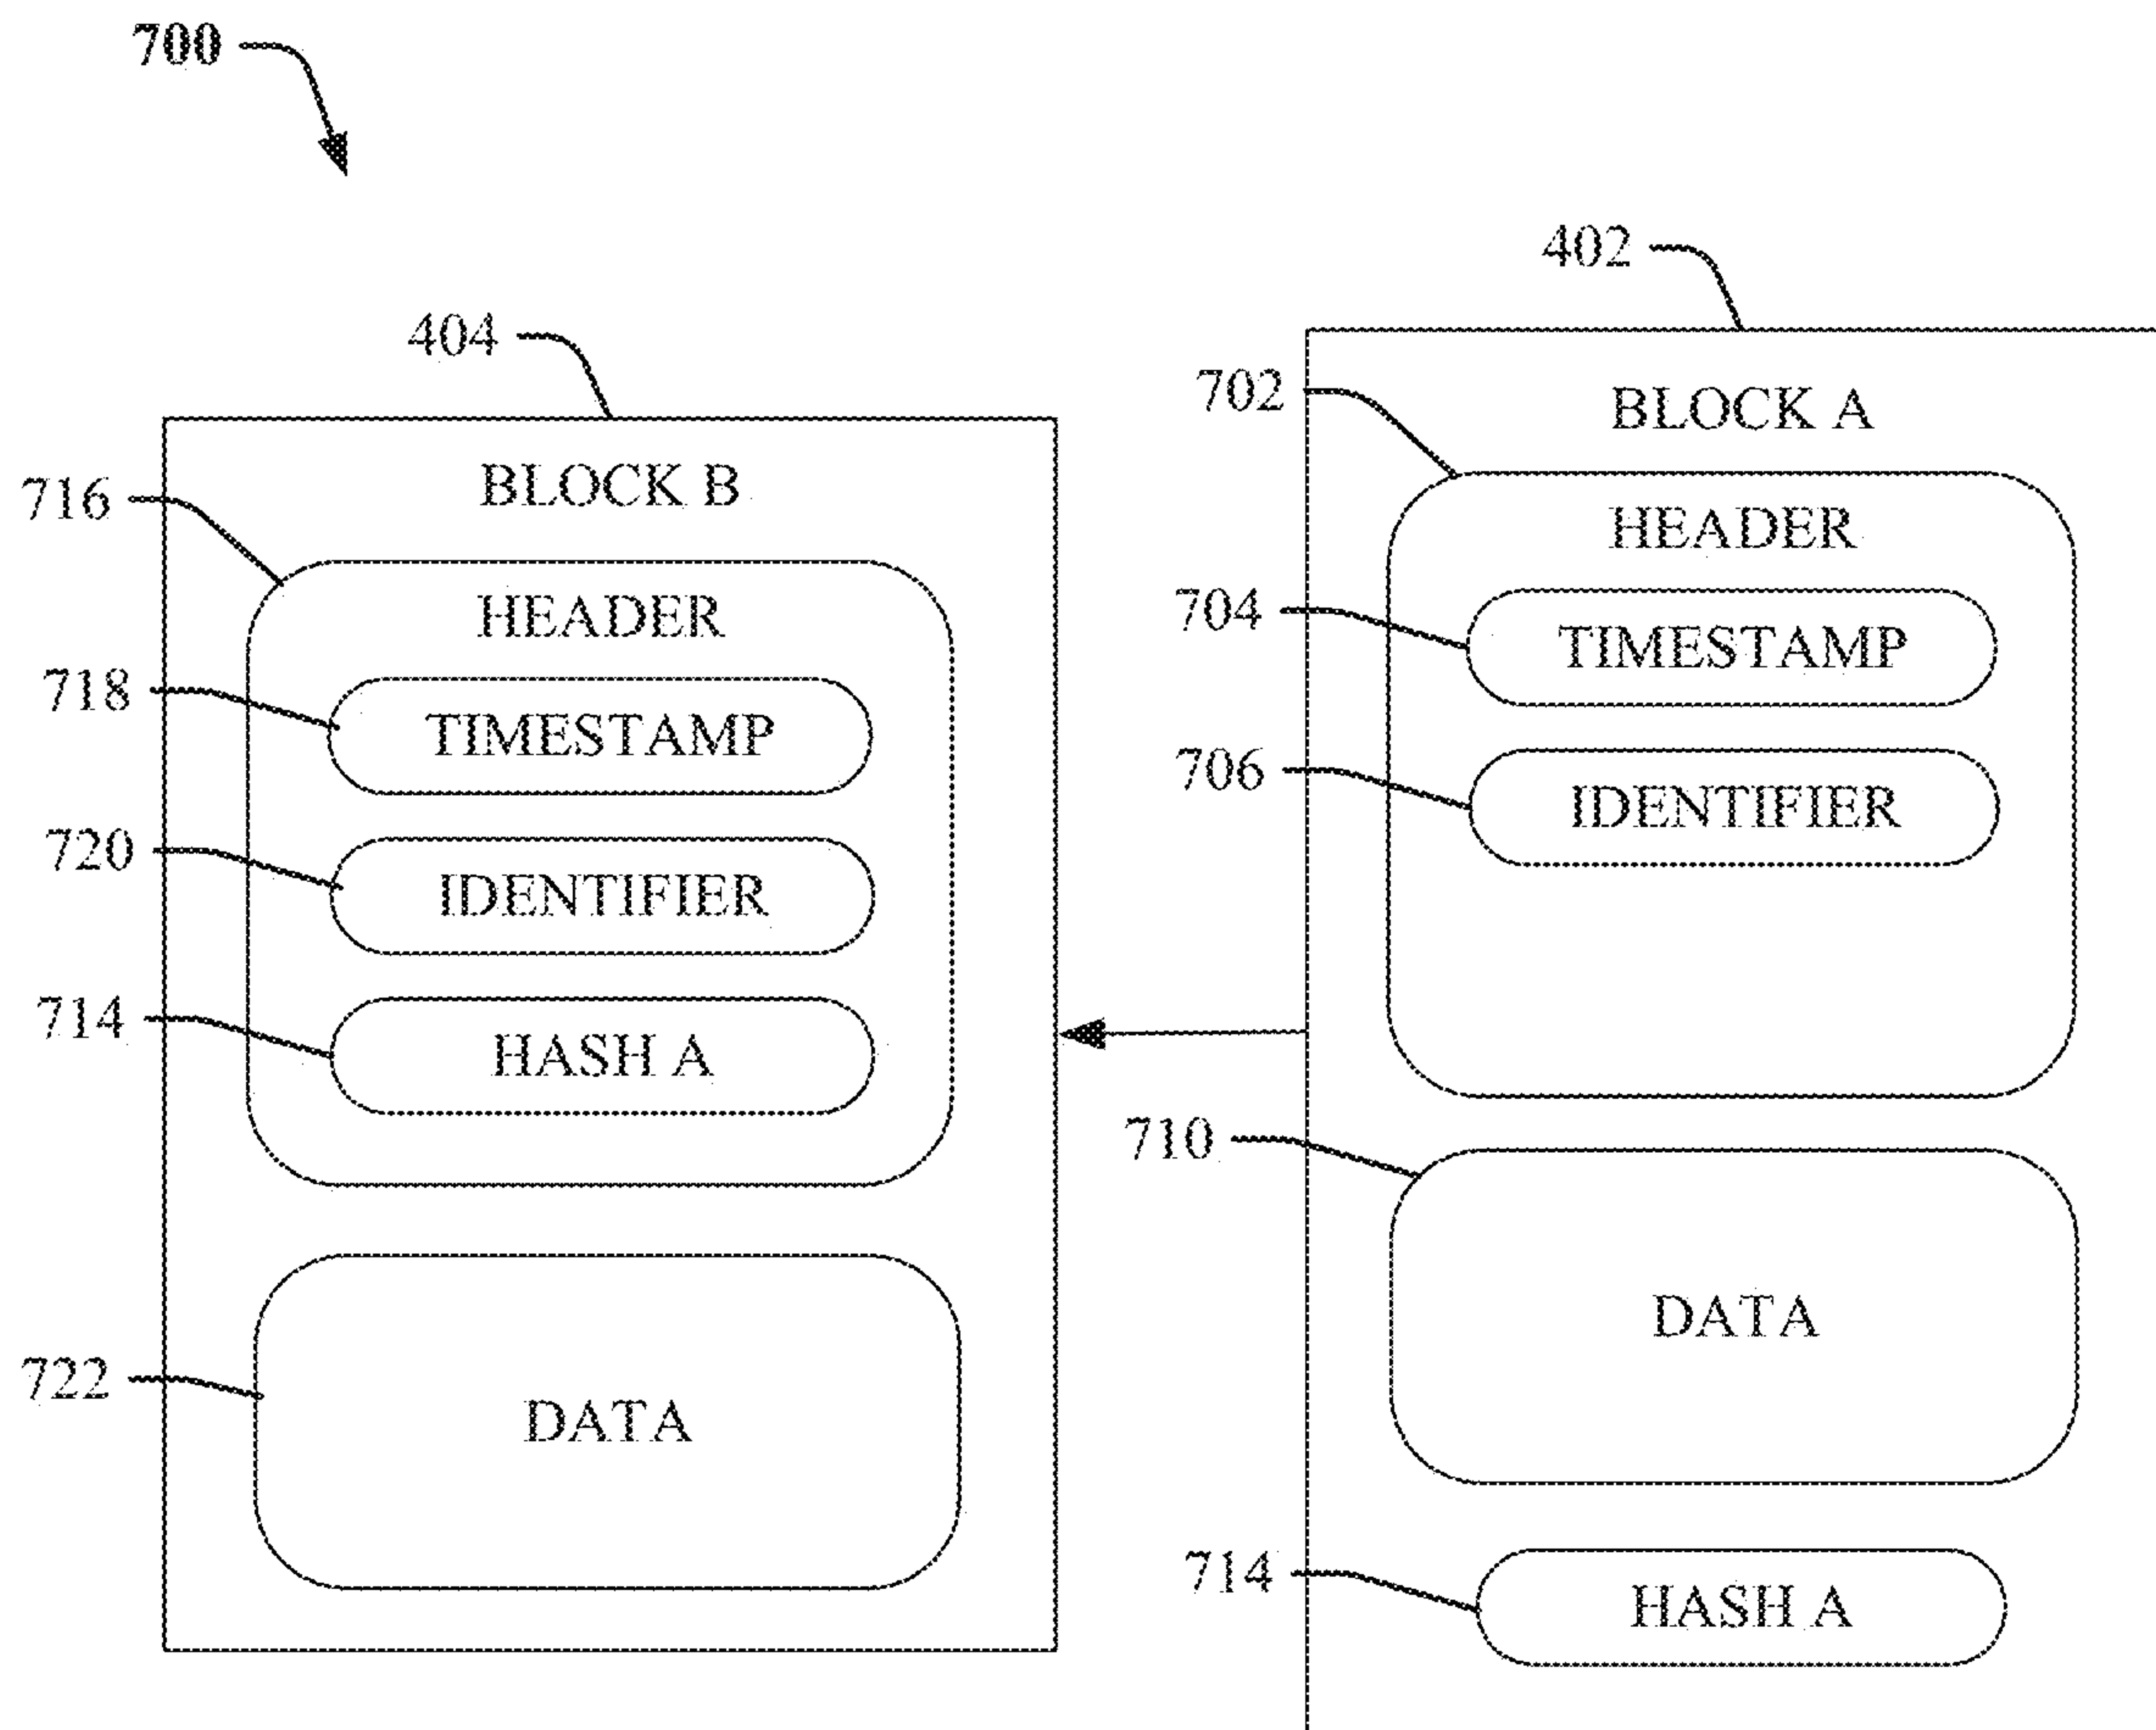 700
402
404
702
BLOCK A
BLOCK B
716
HEADER
HEADER
704
TIMESTAMP
718
TIMESTAMP
706
IDENTIFIER
720
IDENTIFIER
714
HASH A
710
DATA
722
DATA
714
HASH A